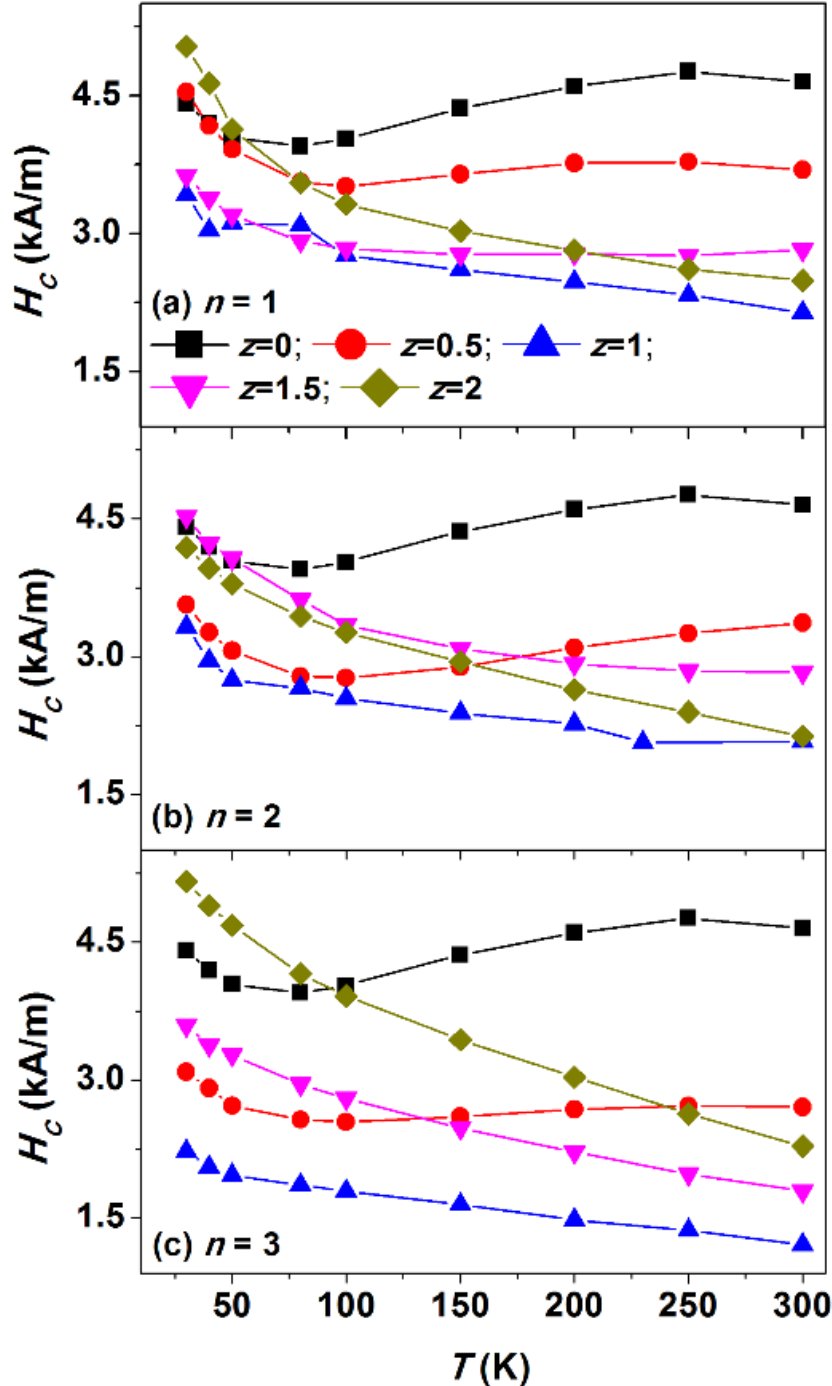 4.5
3.0
1.5
H_C (kA/m)
(a) n = 1
z=0; z=0.5; z=1;
z=1.5; z=2
4.5
3.0
1.5
H_C (kA/m)
(b) n = 2
4.5
3.0
1.5
H_C (kA/m)
(c) n = 3
50 100 150 200 250 300
T (K)